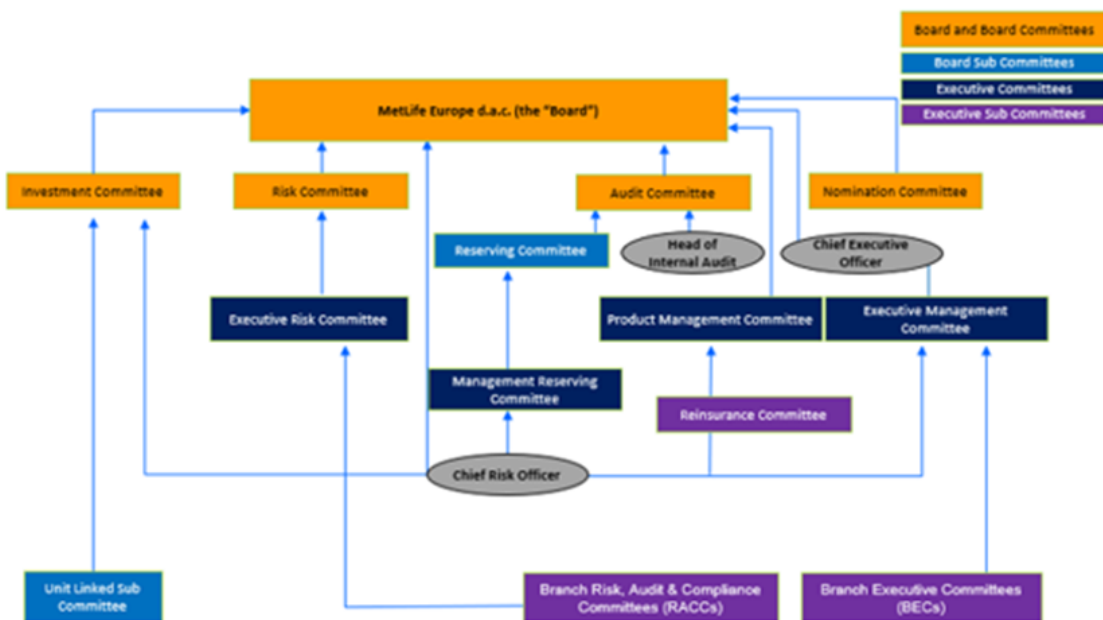 Board and Board Committees
Board Sub Committees
Executive Committees
Executive Sub Committees
MetLife Europe d.a.c. (the "Board")
Investment Committee
Risk Committee
Audit Committee
Nomination Committee
Reserving Committee
Head of
Internal Audit
Chief Executive
Officer
Executive Risk Committee
Product Management Committee
Executive Management
Committee
Management Reserving
Committee
Reinsurance Committee
Chief Risk Officer
Unit Linked Sub
Committee
Branch Risk, Audit & Compliance
Committees (RACCs)
Branch Executive Committees
(BECs)